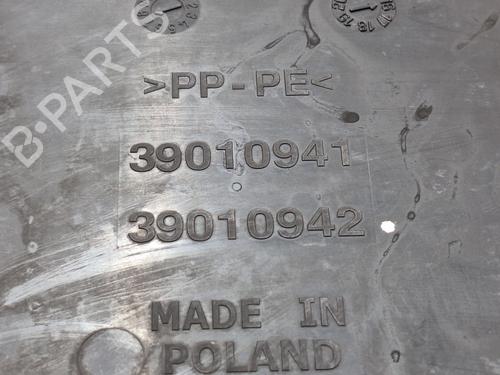 B-PARTS
>PP-PE<
39010941
39010942
MADE IN
POLAND